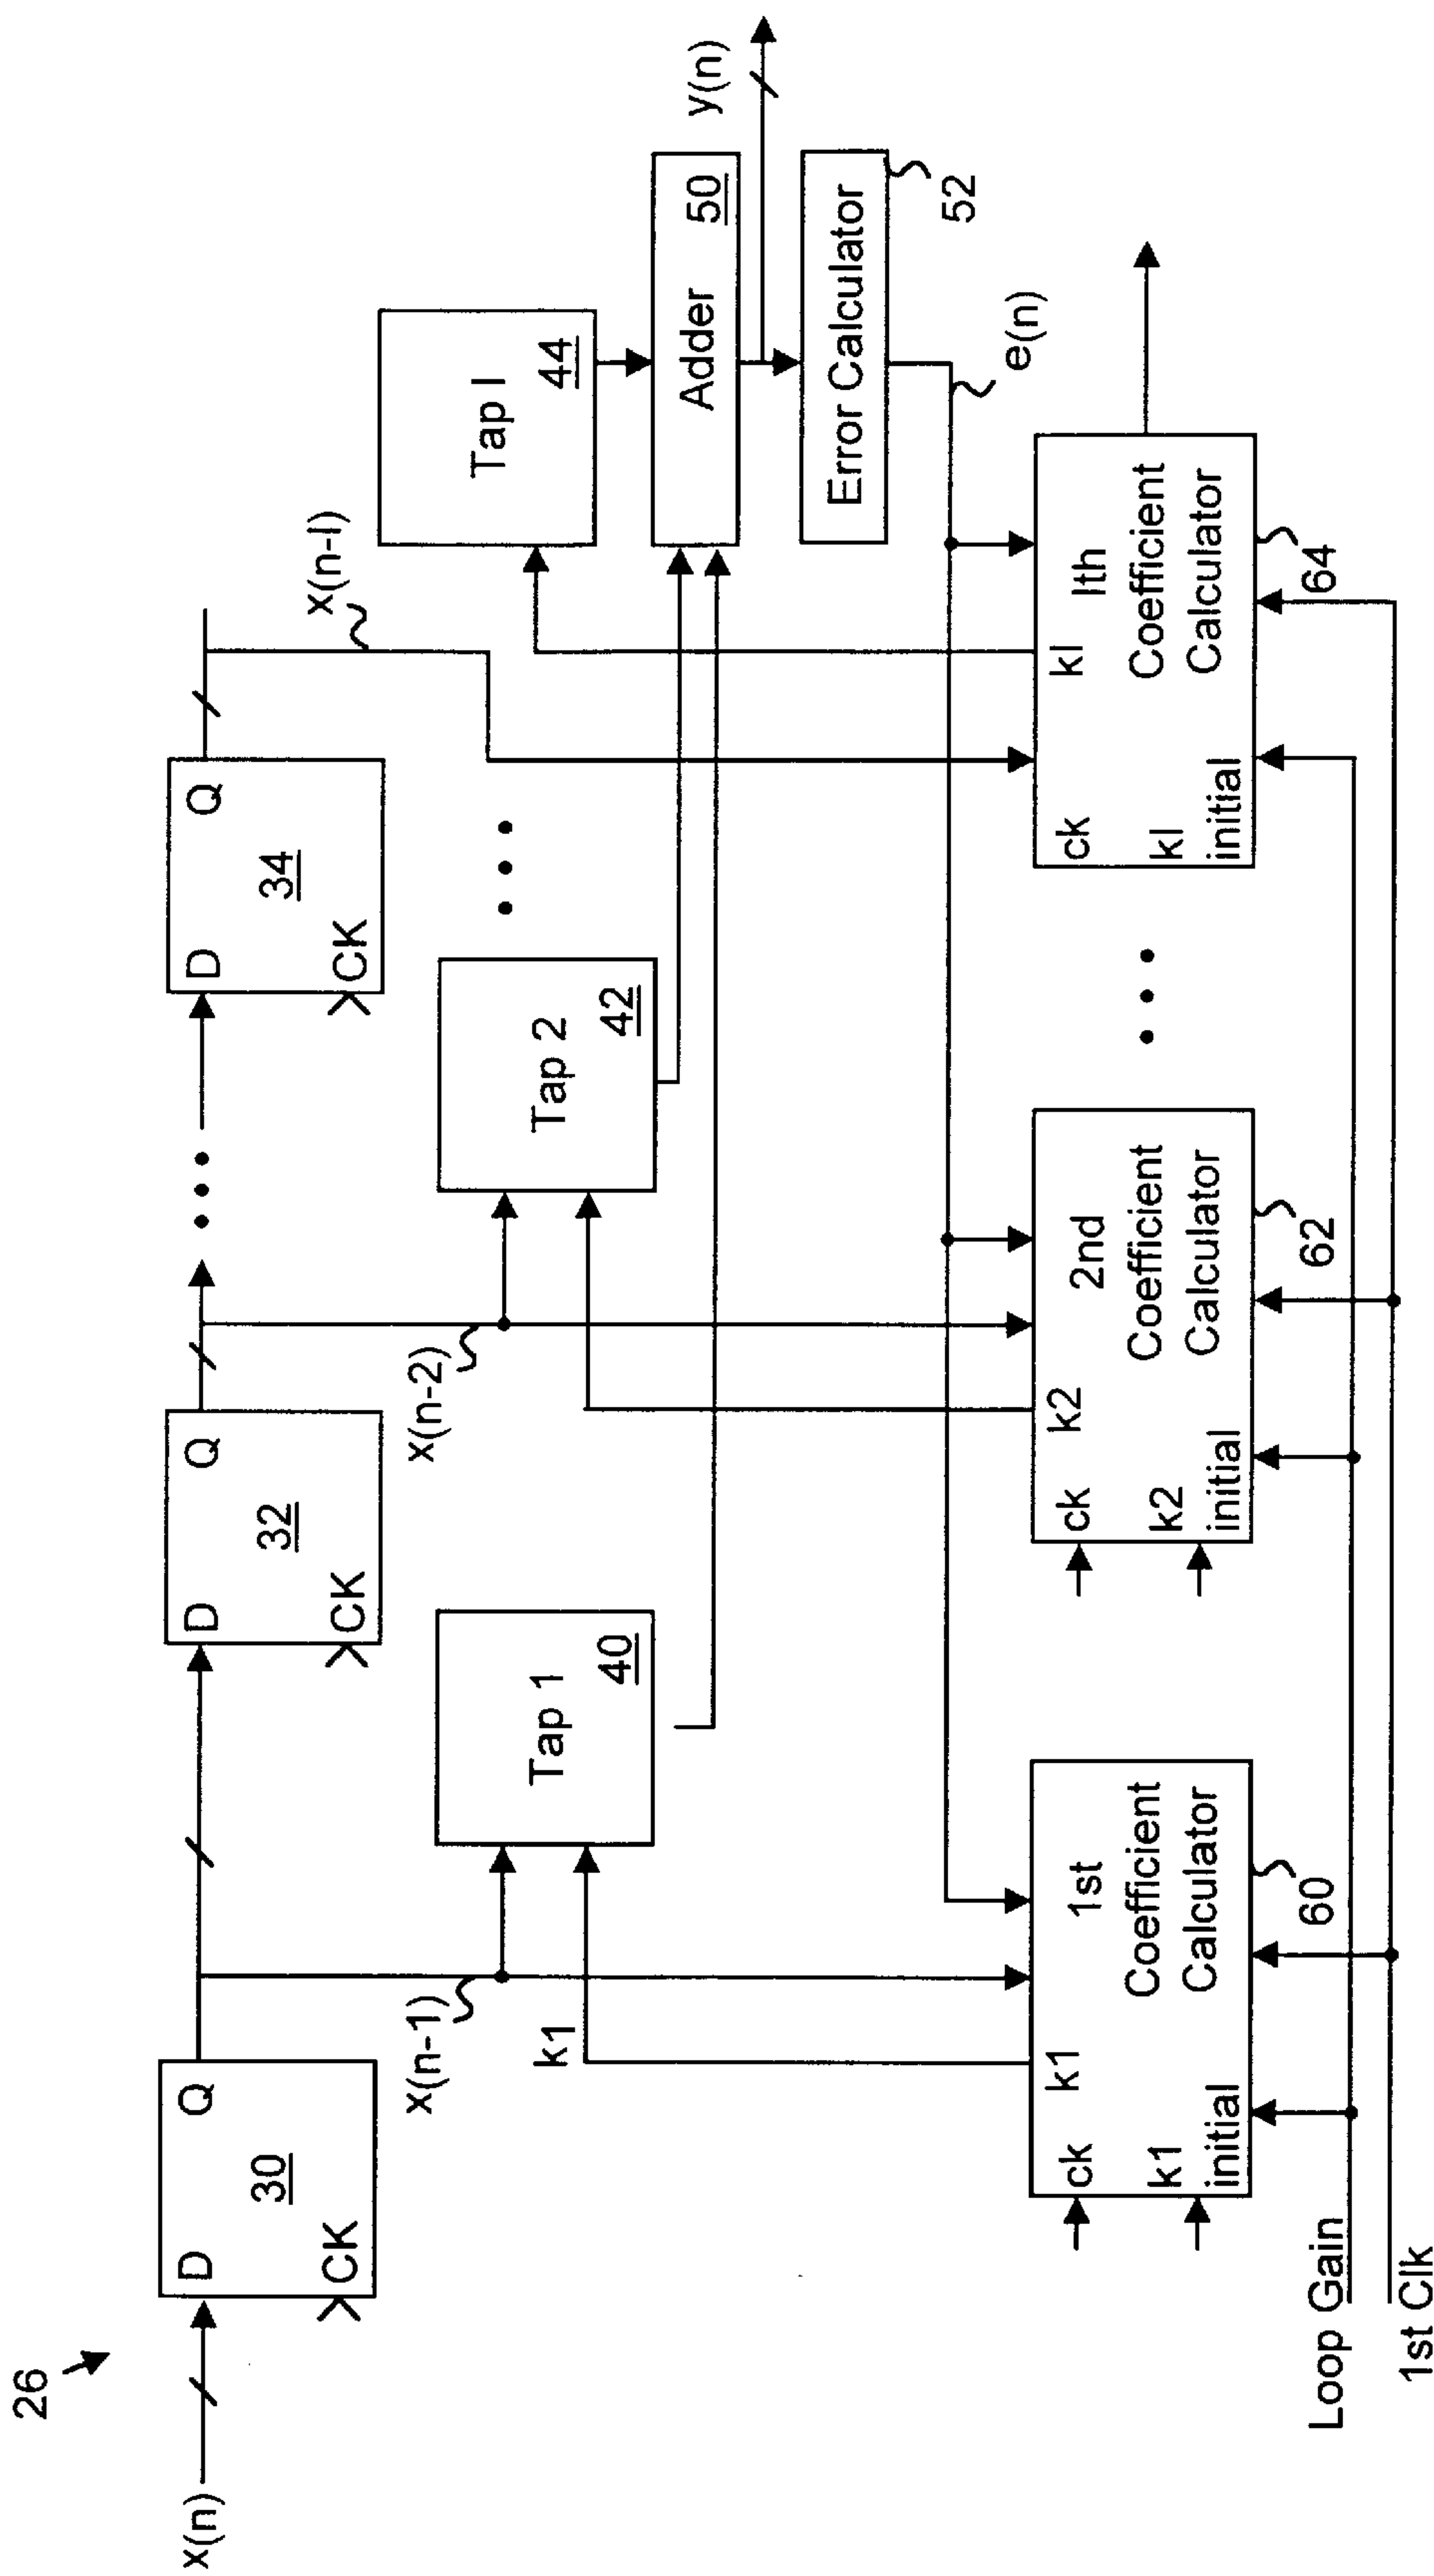 26
x(n)
D
Q
30
CK
D
Q
32
CK
D
Q
34
CK
x(n-1)
x(n-2)
x(n-I)
k1
Tap 1
40
Tap 2
42
Tap I
44
Adder 50
y(n)
Error Calculator
52
e(n)
ck
k1
1st
Coefficient
Calculator
k1
initial
60
ck
k2
2nd
Coefficient
Calculator
k2
initial
62
ck
kI
Ith
Coefficient
Calculator
kI
initial
64
Loop Gain
1st Clk